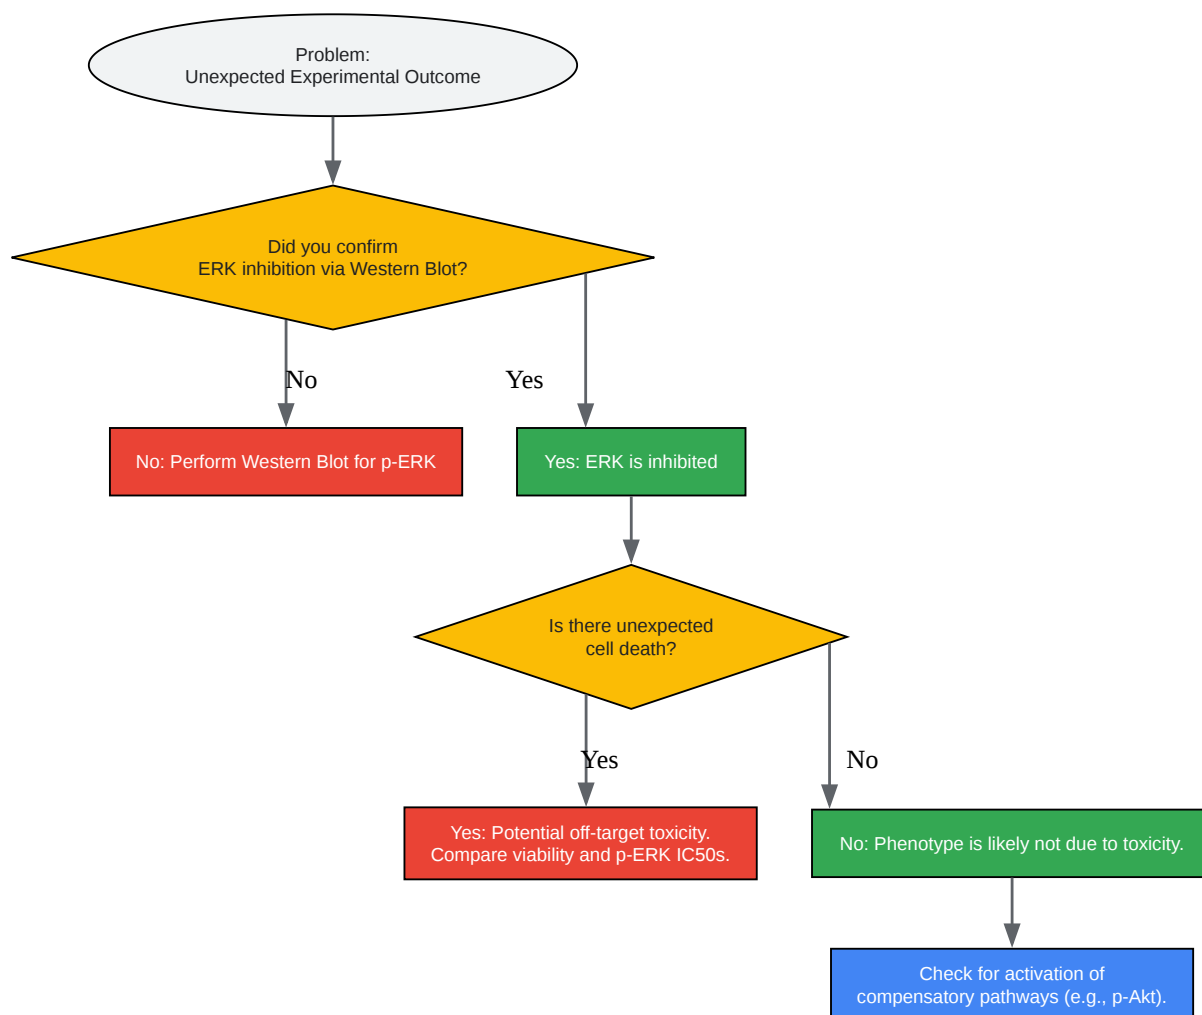 Problem:
Unexpected Experimental Outcome
Did you confirm
ERK inhibition via Western Blot?
No
Yes
No: Perform Western Blot for p-ERK
Yes: ERK is inhibited
Is there unexpected
cell death?
Yes
No
Yes: Potential off-target toxicity.
Compare viability and p-ERK IC50s.
No: Phenotype is likely not due to toxicity.
Check for activation of
compensatory pathways (e.g., p-Akt).